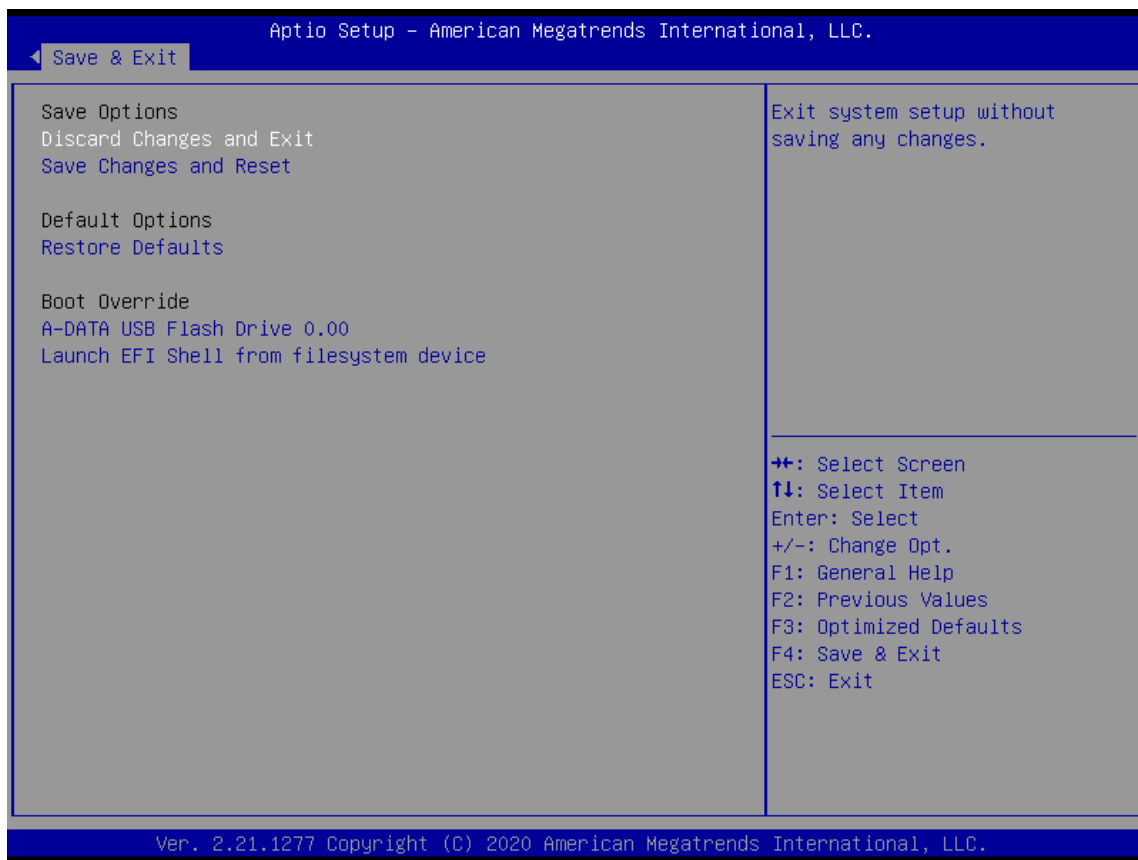 Aptio Setup – American Megatrends International, LLC.
Save & Exit
Save Options
Discard Changes and Exit
Save Changes and Reset
Default Options
Restore Defaults
Boot Override
A-DATA USB Flash Drive 0.00
Launch EFI Shell from filesystem device
Exit system setup without
saving any changes.
→←: Select Screen
↑↓: Select Item
Enter: Select
+/-: Change Opt.
F1: General Help
F2: Previous Values
F3: Optimized Defaults
F4: Save & Exit
ESC: Exit
Ver. 2.21.1277 Copyright (C) 2020 American Megatrends International, LLC.